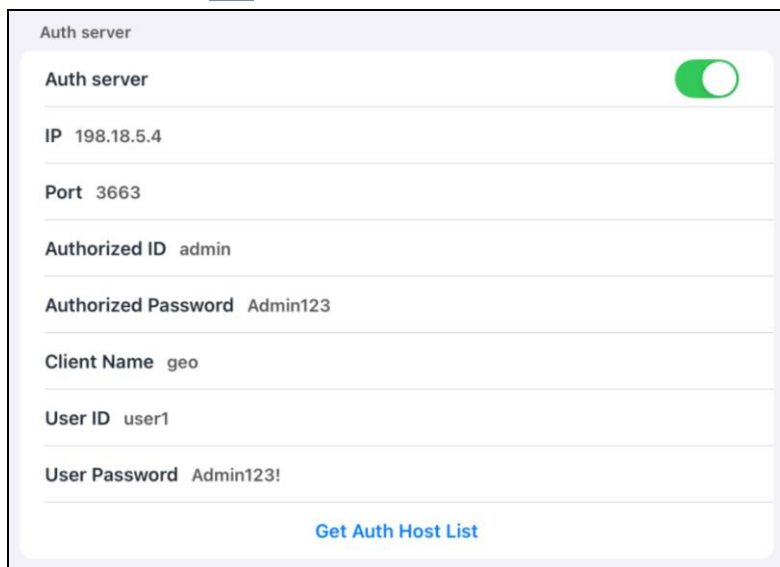 Auth server
Auth server
IP 198.18.5.4
Port 3663
Authorized ID admin
Authorized Password Admin123
Client Name geo
User ID user1
User Password Admin123!
Get Auth Host List